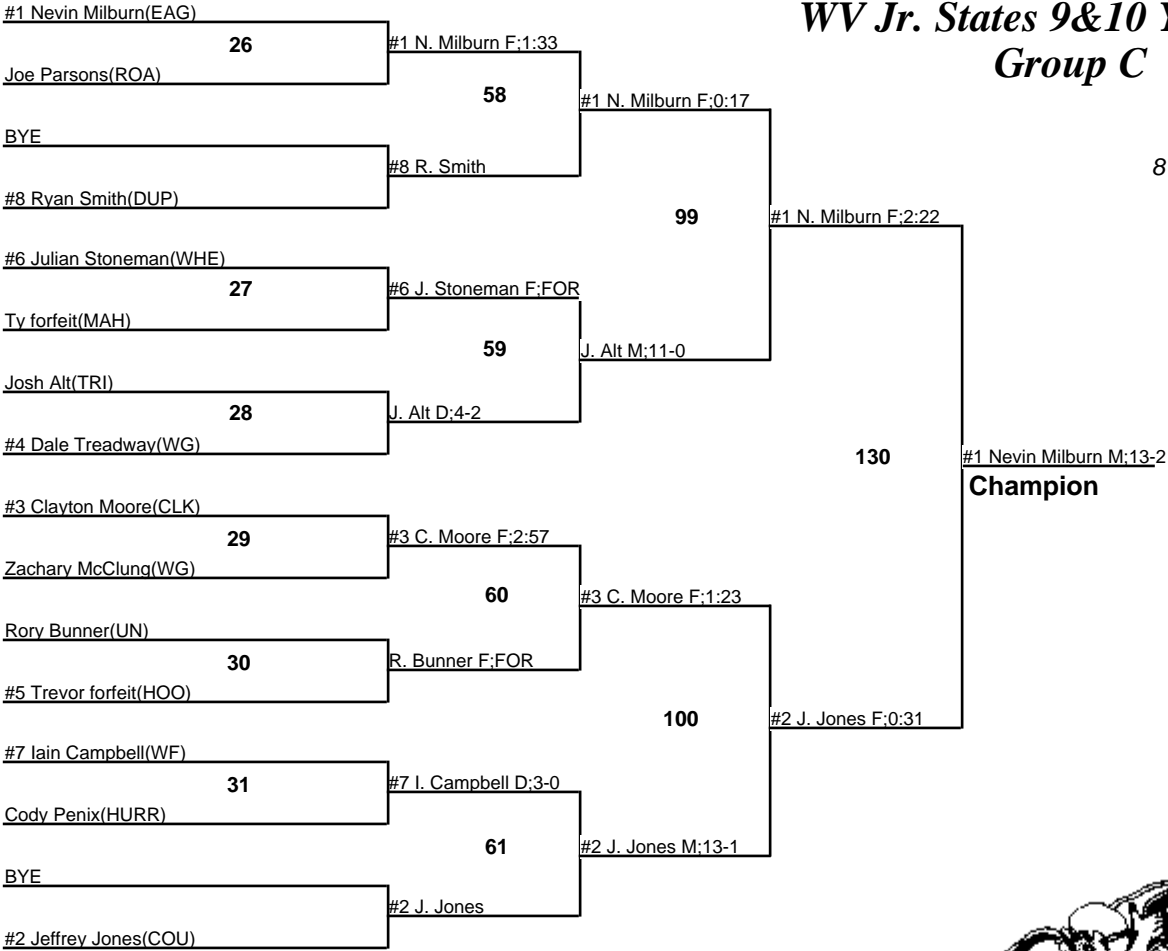 WV Jr. States 9&10 Y
Group C
8
#1 Nevin Milburn(EAG)
26
Joe Parsons(ROA)
#1 N. Milburn F;1:33
58
BYE
#8 R. Smith
#8 Ryan Smith(DUP)
#1 N. Milburn F;0:17
99
#6 Julian Stoneman(WHE)
27
Ty forfeit(MAH)
#6 J. Stoneman F;FOR
59
Josh Alt(TRI)
28
#4 Dale Treadway(WG)
J. Alt D;4-2
J. Alt M;11-0
#1 N. Milburn F;2:22
130
#1 Nevin Milburn M;13-2
Champion
#3 Clayton Moore(CLK)
29
Zachary McClung(WG)
#3 C. Moore F;2:57
60
Rory Bunner(UN)
30
#5 Trevor forfeit(HOO)
R. Bunner F;FOR
#3 C. Moore F;1:23
100
#2 J. Jones F;0:31
#7 Iain Campbell(WF)
31
Cody Penix(HURR)
#7 I. Campbell D;3-0
61
BYE
#2 J. Jones
#2 Jeffrey Jones(COU)
#2 J. Jones M;13-1